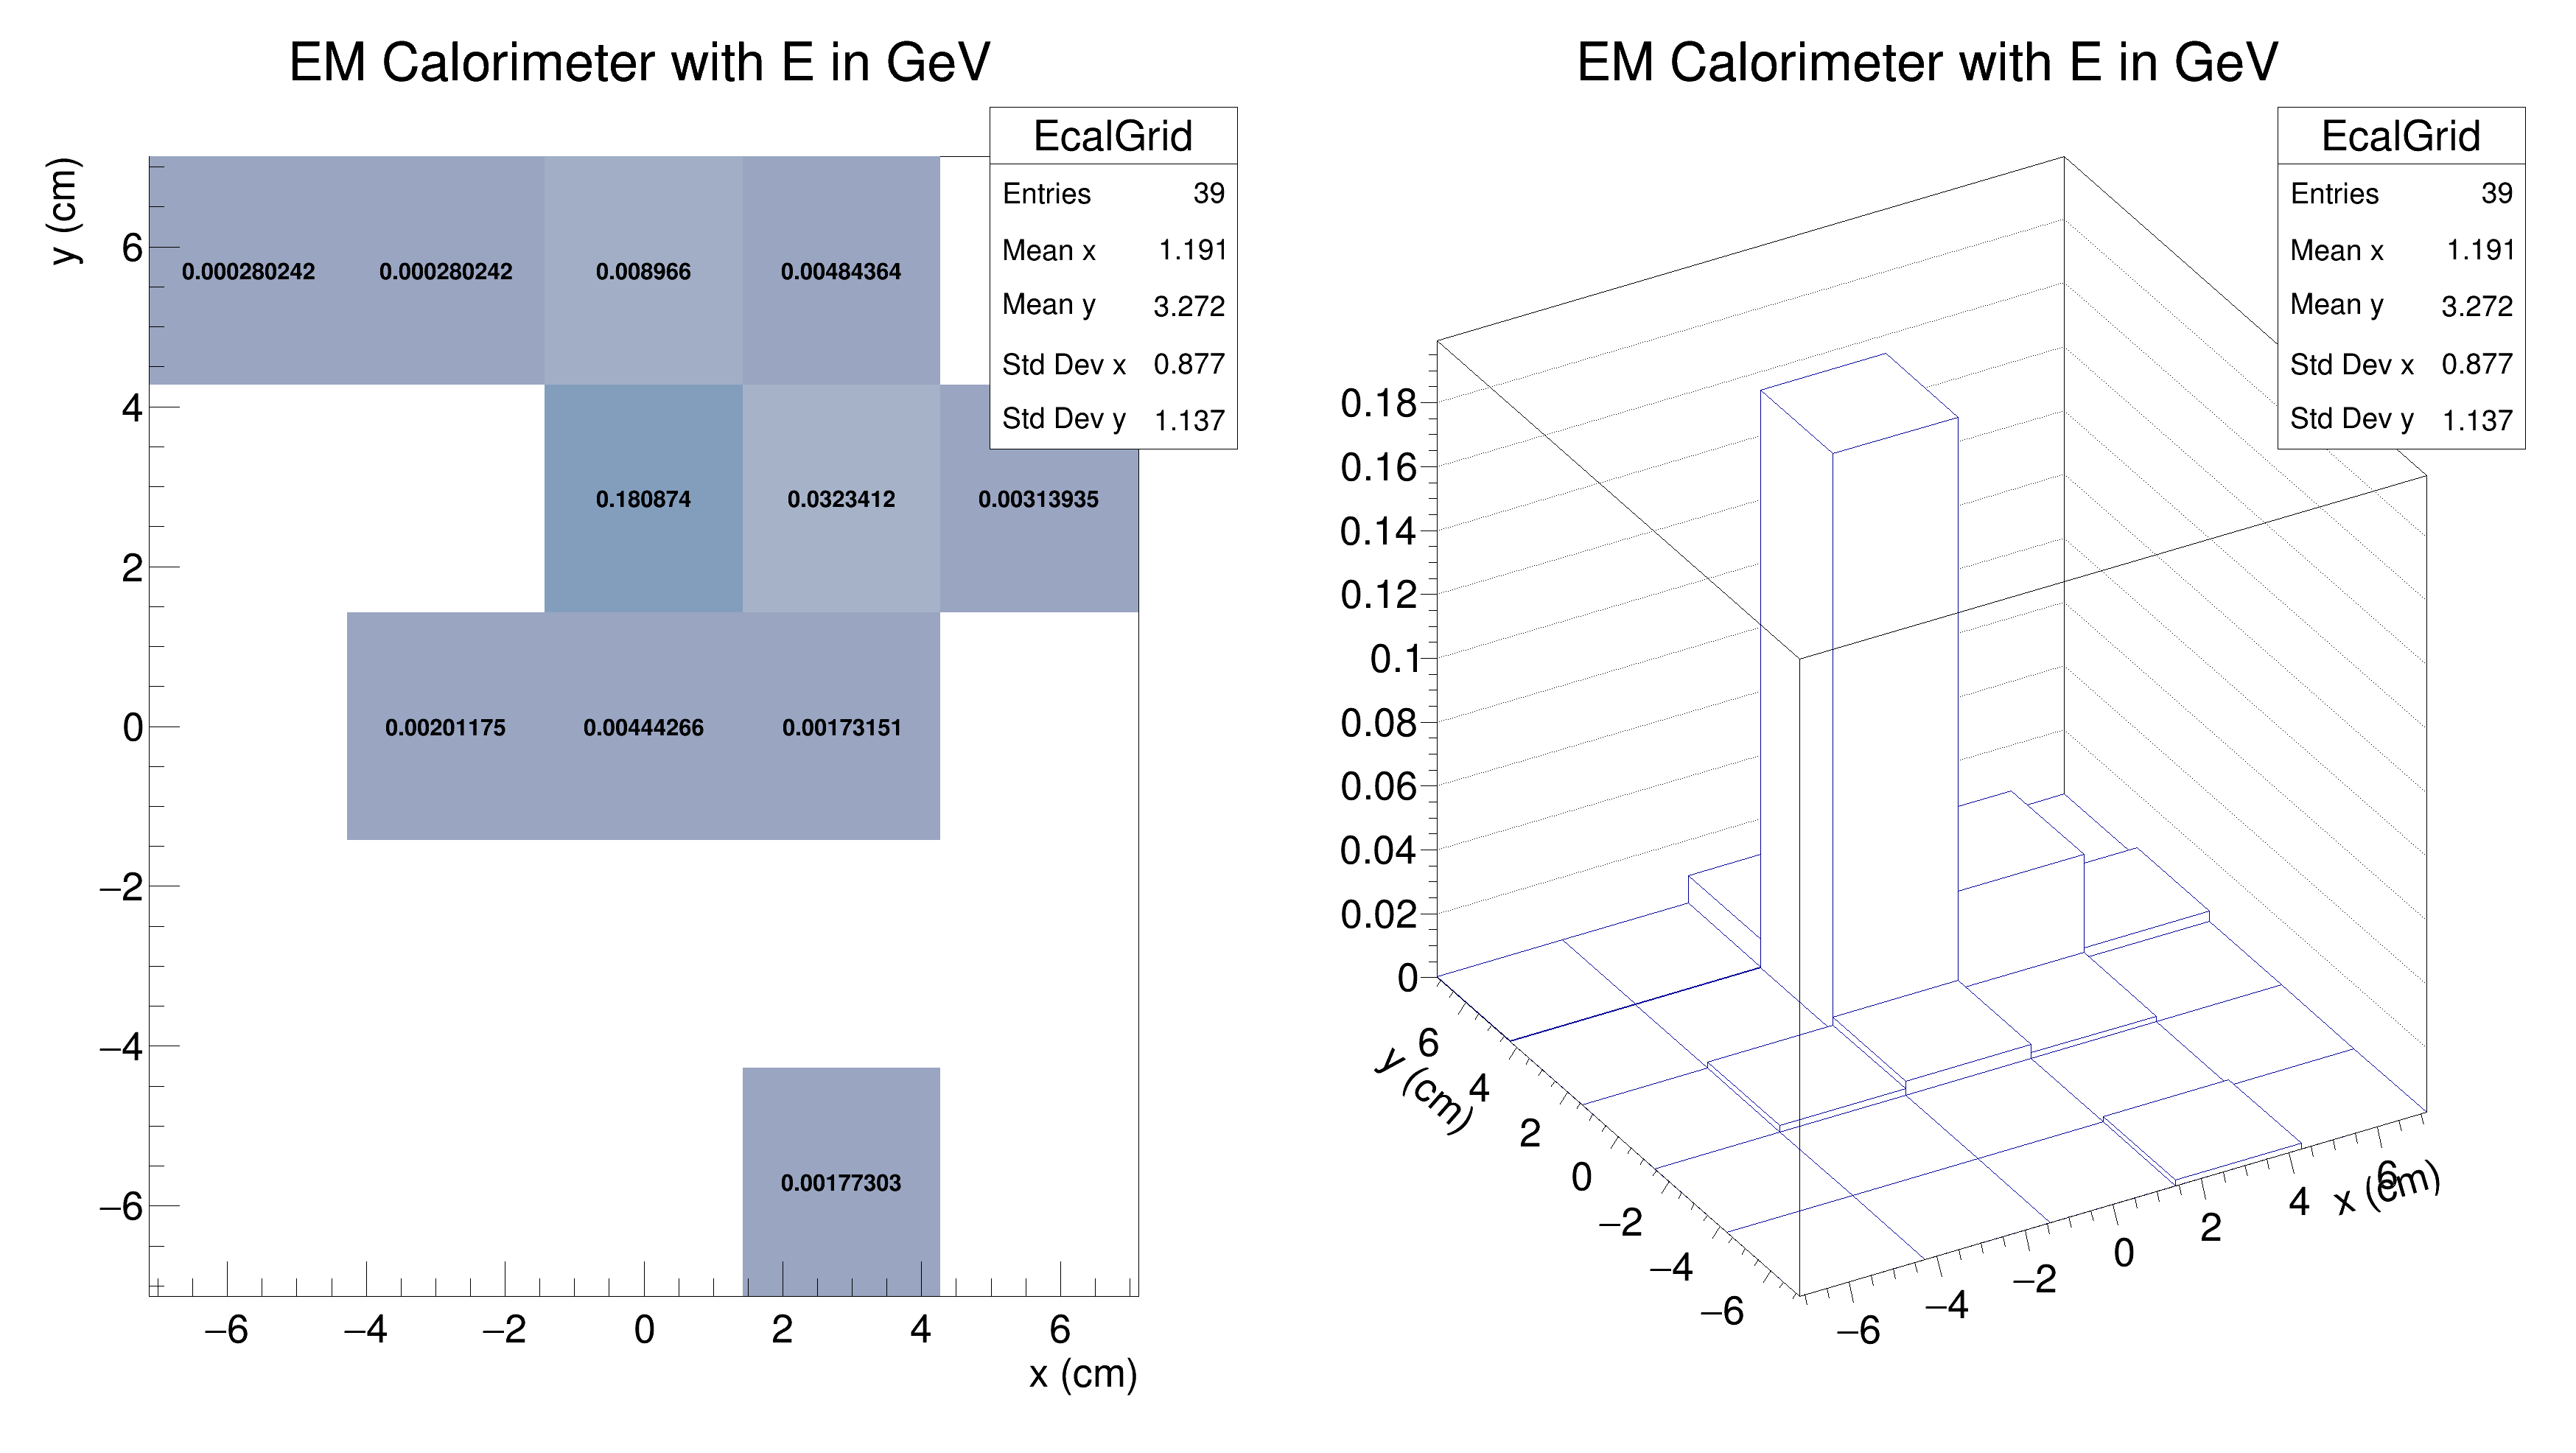 EM Calorimeter with E in GeV
EcalGrid
Entries 39
Mean x 1.191
Mean y 3.272
Std Dev x 0.877
Std Dev y 1.137
y (cm)
6
4
2
0
−2
−4
−6
0.000280242 0.000280242 0.008966 0.00484364
0.180874 0.0323412 0.00313935
0.00201175 0.00444266 0.00173151
0.00177303
−6 −4 −2 0 2 4 6
x (cm)
EM Calorimeter with E in GeV
EcalGrid
Entries 39
Mean x 1.191
Mean y 3.272
Std Dev x 0.877
Std Dev y 1.137
0.18
0.16
0.14
0.12
0.1
0.08
0.06
0.04
0.02
0
6
4
2
0
−2
−4
−6
y (cm)
−6 −4 −2 0 2 4 6
x (cm)